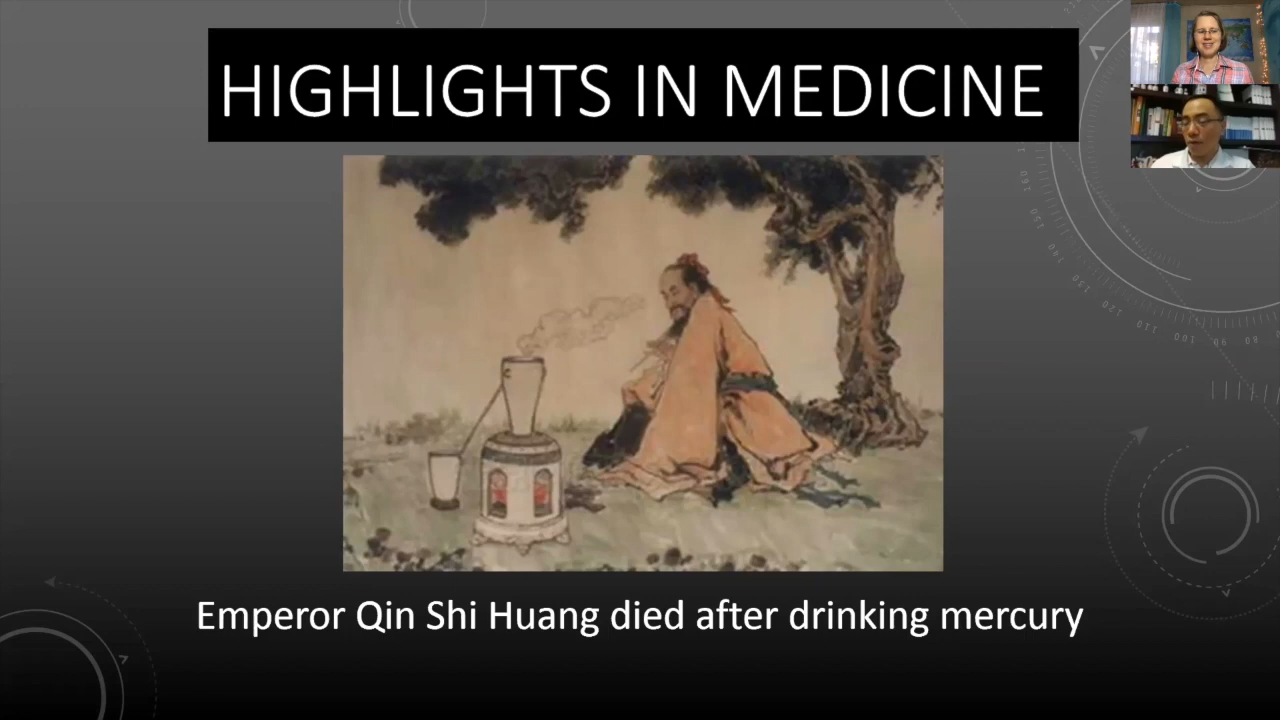 HIGHLIGHTS IN MEDICINE
Emperor Qin Shi Huang died after drinking mercury